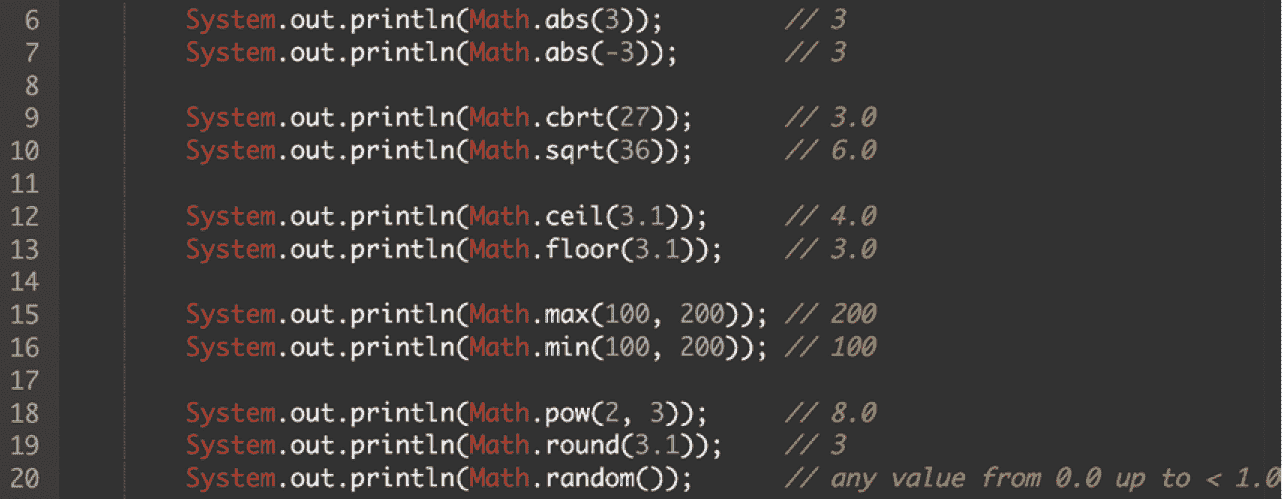 6 System.out.println(Math.abs(3)); // 3
7 System.out.println(Math.abs(-3)); // 3
8
9 System.out.println(Math.cbrt(27)); // 3.0
10 System.out.println(Math.sqrt(36)); // 6.0
11
12 System.out.println(Math.ceil(3.1)); // 4.0
13 System.out.println(Math.floor(3.1)); // 3.0
14
15 System.out.println(Math.max(100, 200)); // 200
16 System.out.println(Math.min(100, 200)); // 100
17
18 System.out.println(Math.pow(2, 3)); // 8.0
19 System.out.println(Math.round(3.1)); // 3
20 System.out.println(Math.random()); // any value from 0.0 up to < 1.0